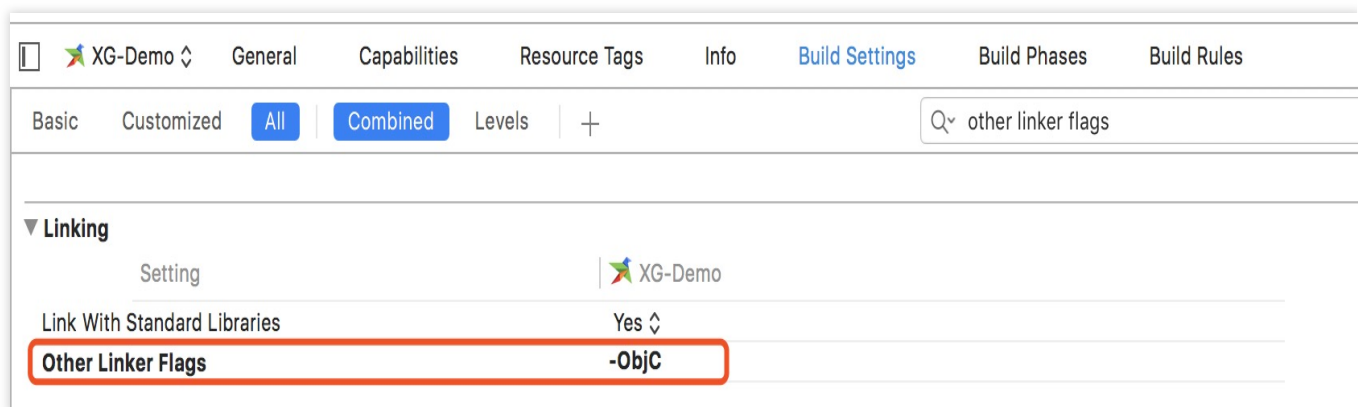 XG-Demo General Capabilities Resource Tags Info Build Settings Build Phases Build Rules
Basic Customized All Combined Levels + other linker flags
Linking
Setting XG-Demo
Link With Standard Libraries Yes
Other Linker Flags -ObjC